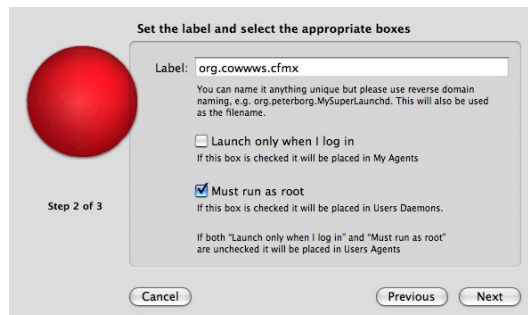 Set the label and select the appropriate boxes
Label: org.cowwws.cfmx
You can name it anything unique but please use reverse domain
naming, e.g. org.peterborg.MySuperLaunchd. This will also be used
as the filename.
Launch only when I log in
If this box is checked it will be placed in My Agents
Must run as root
Step 2 of 3
If this box is checked it will be placed in Users Daemons.
If both "Launch only when I log in" and "Must run as root"
are unchecked it will be placed in Users Agents
Cancel
Previous
Next